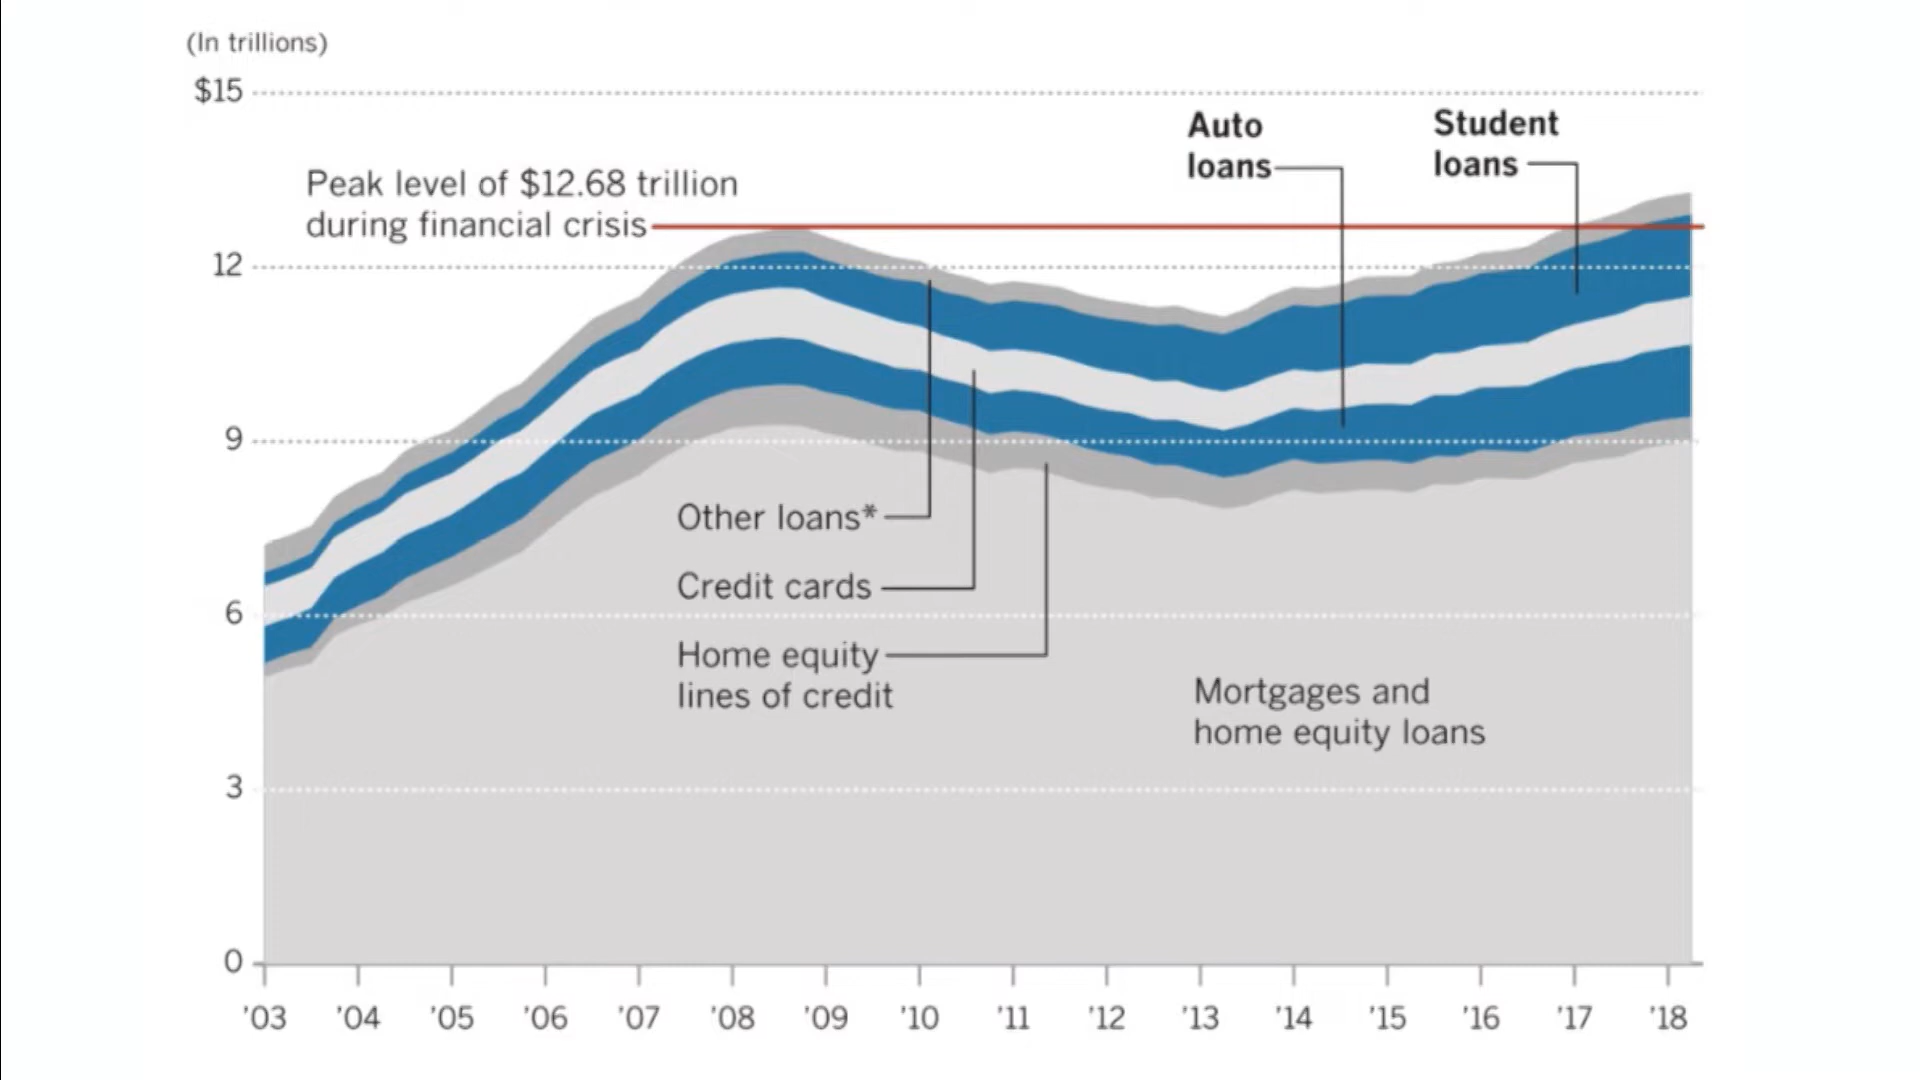 (In trillions)
$15
Auto
loans
Student
loans
Peak level of $12.68 trillion
during financial crisis
12
9
Other loans*
Credit cards
6
Home equity
lines of credit
Mortgages and
home equity loans
3
0
'03 '04 '05 '06 '07 '08 '09 '10 '11 '12 '13 '14 '15 '16 '17 '18